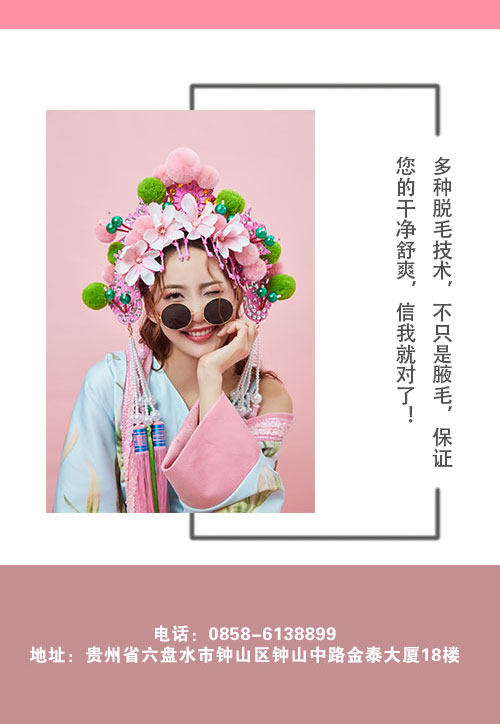 多种脱毛技术，不只是腋毛，保证
您的干净舒爽，信我就对了！
电话：0858-6138899
地址：贵州省六盘水市钟山区钟山中路金泰大厦18楼